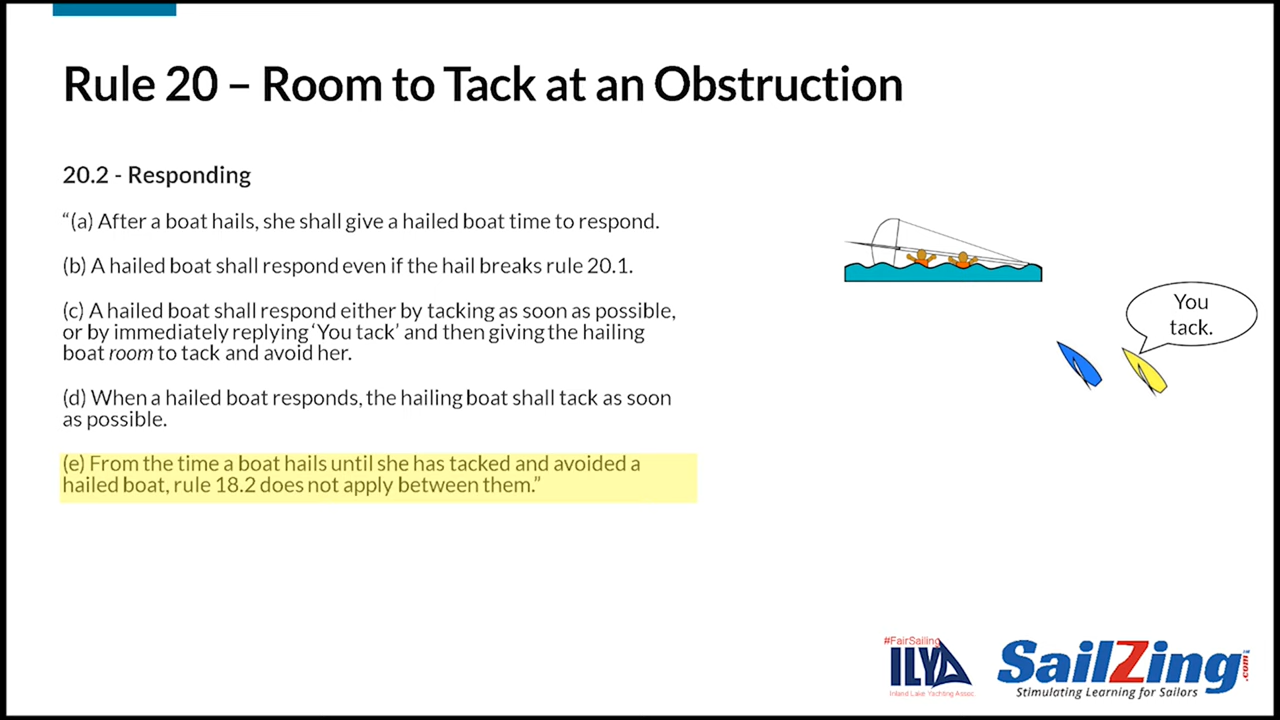 Rule 20 – Room to Tack at an Obstruction
20.2 - Responding
“(a) After a boat hails, she shall give a hailed boat time to respond.
(b) A hailed boat shall respond even if the hail breaks rule 20.1.
(c) A hailed boat shall respond either by tacking as soon as possible,
or by immediately replying ‘You tack’ and then giving the hailing
boat room to tack and avoid her.
(d) When a hailed boat responds, the hailing boat shall tack as soon
as possible.
(e) From the time a boat hails until she has tacked and avoided a
hailed boat, rule 18.2 does not apply between them.”
You
tack.
#FairSailing
ILYA
Inland Lake Yachting Assoc.
SailZing.com
Stimulating Learning for Sailors